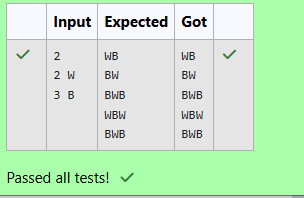 Input Expected Got
2 WB WB
2 W BW BW
3 B BWB BWB
WBW WBW
BWB BWB
Passed all tests!